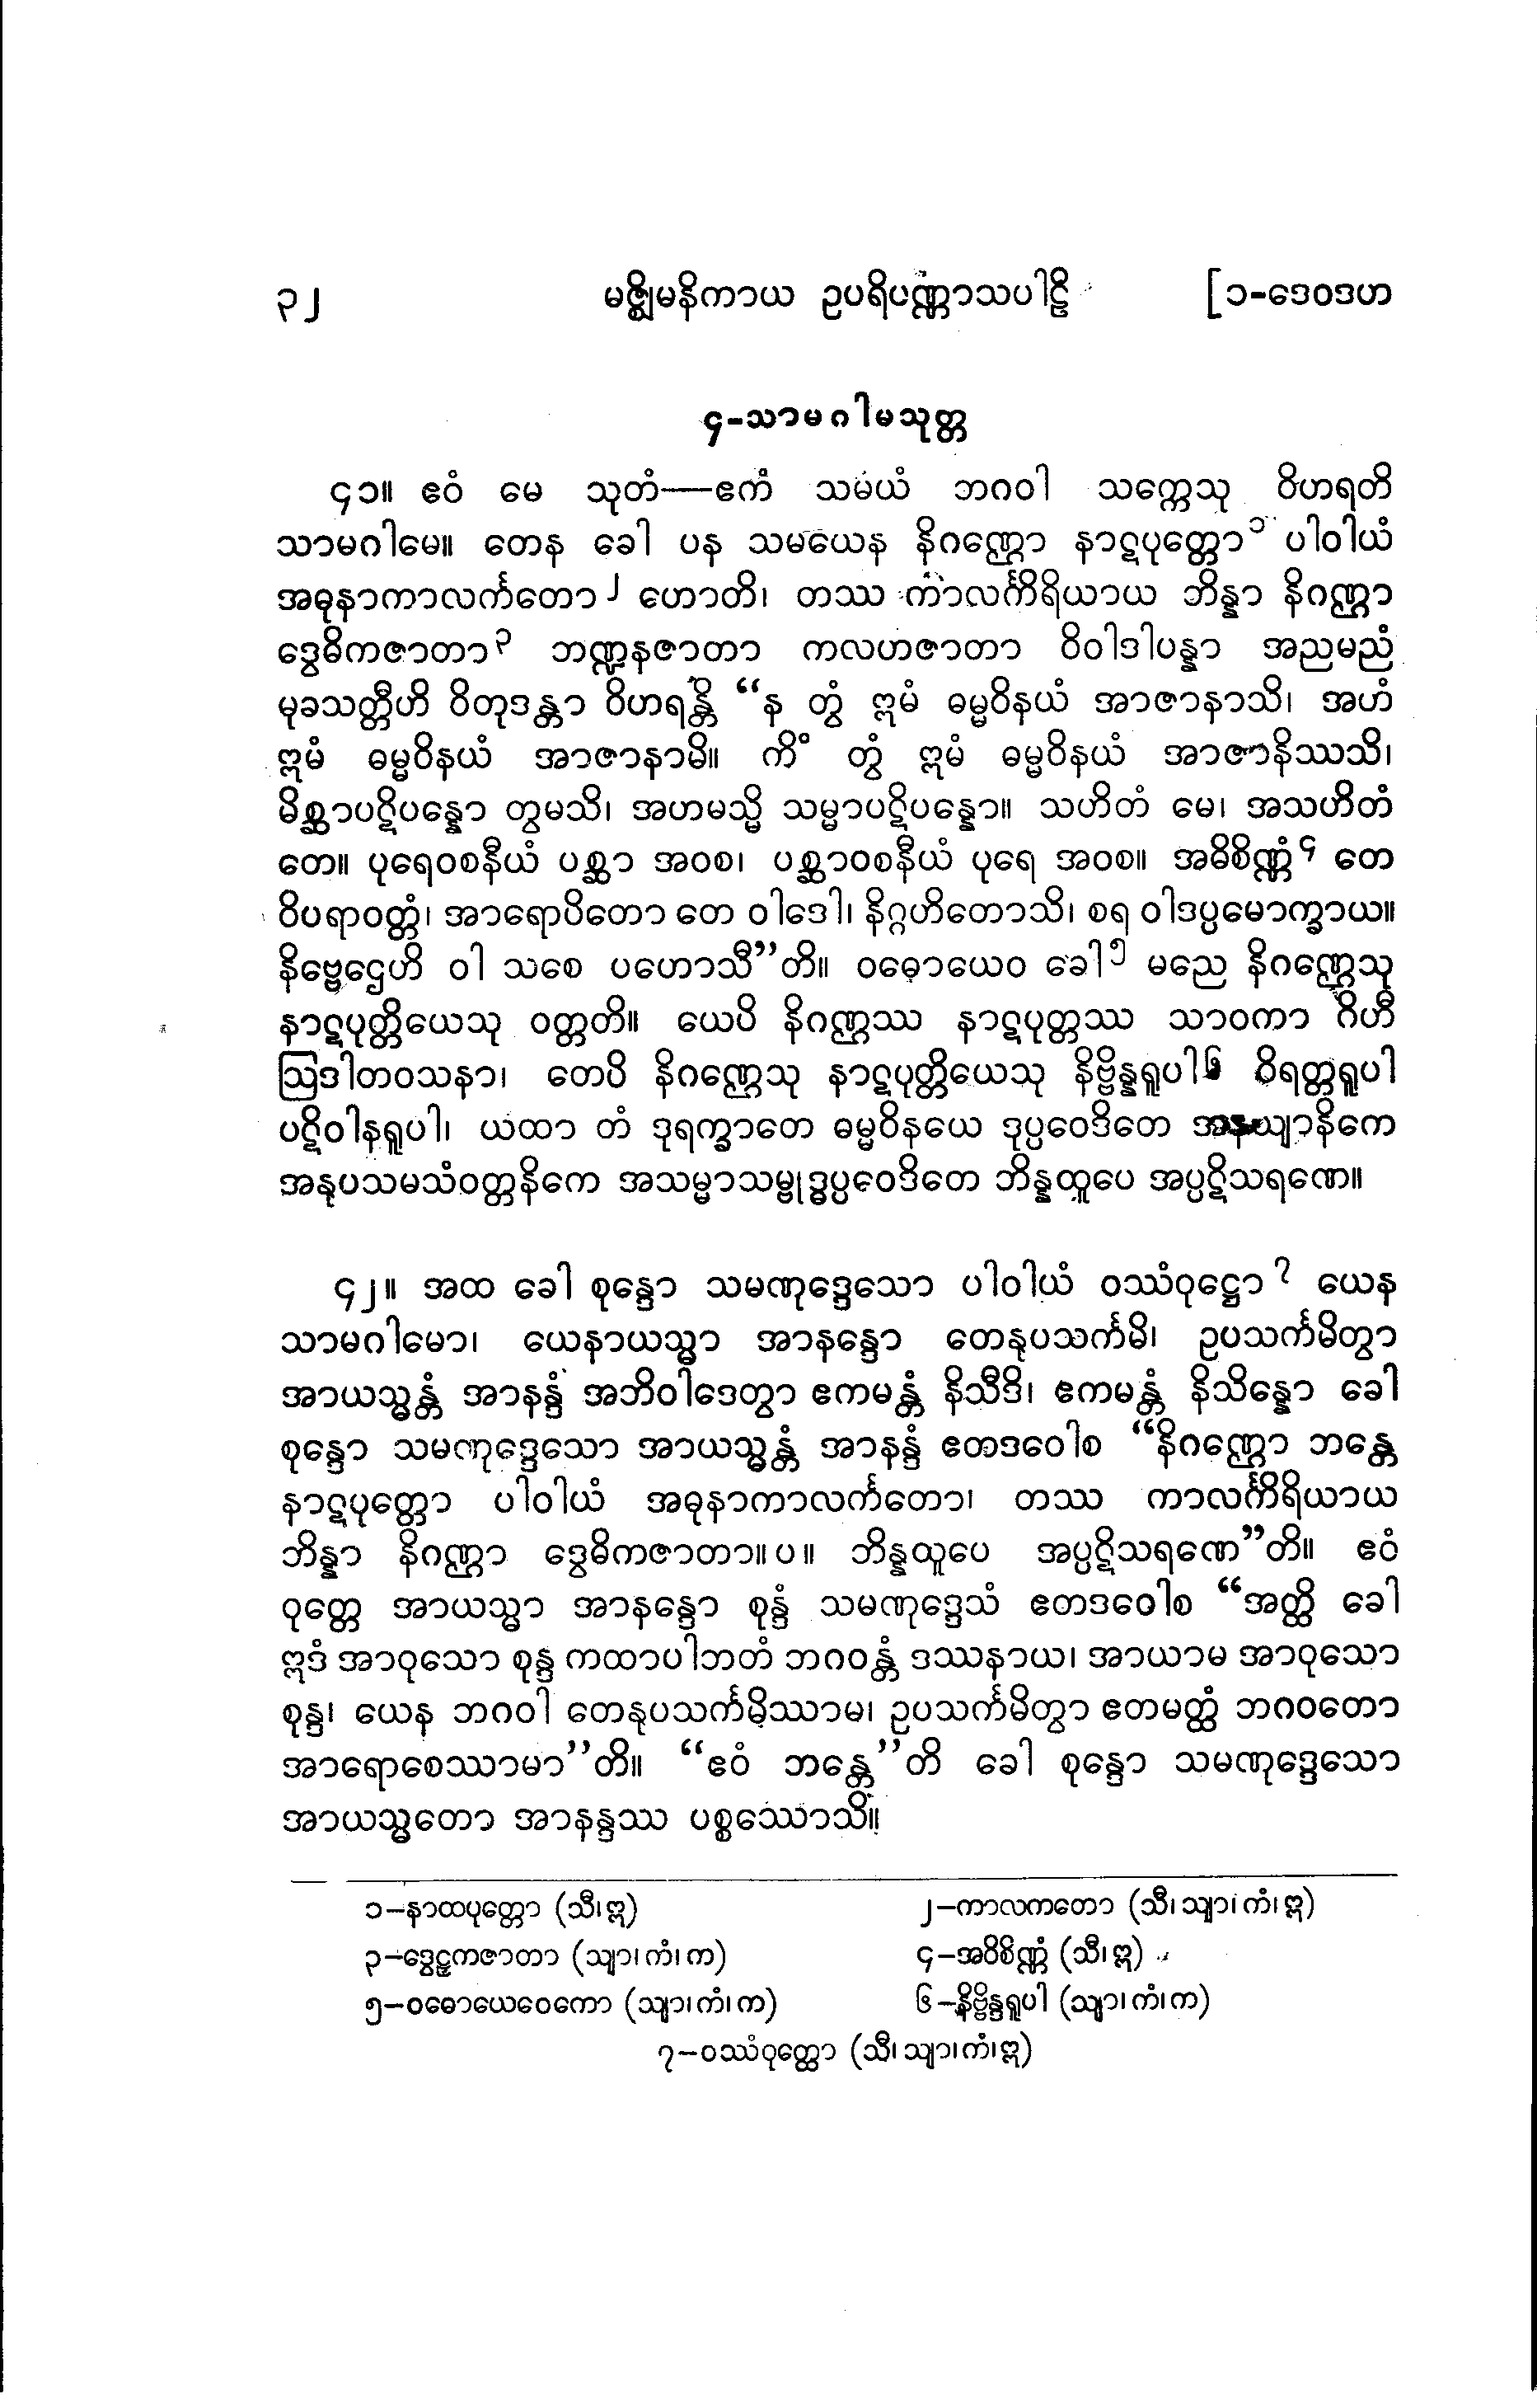 ၃၂ မဇ္ဈိမနိကာယ ဥပရိပဏ္ဏာသပါဠိ [၁-ဒေဝဒဟ
၄-သာမဂါမသုတ္တ
၄၁။ ဧဝံ မေ သုတံ—ဧကံ သမယံ ဘဂဝါ သက္ကေသု ဝိဟရတိ
သာမဂါမေ။ တေန ခေါ ပန သမယေန နိဂဏ္ဌော နာဋပုတ္တော၁ ပါဝါယံ
အဓုနာကာလင်္ကတော၂ ဟောတိ၊ တဿ ကာလင်္ကိရိယာယ ဘိန္နာ နိဂဏ္ဌာ
ဒွေဓိကဇာတာ၃ ဘဏ္ဍနဇာတာ ကလဟဇာတာ ဝိဝါဒါပန္နာ အညမညံ
မုခသတ္တီဟိ ဝိတုဒန္တာ ဝိဟရန္တိ “န တွံ ဣမံ ဓမ္မဝိနယံ အာဇာနာသိ၊ အဟံ
ဣမံ ဓမ္မဝိနယံ အာဇာနာမိ။ ကိံ တွံ ဣမံ ဓမ္မဝိနယံ အာဇာနိဿသိ၊
မိစ္ဆာပဋိပန္နော တွမသိ၊ အဟမသ္မိ သမ္မာပဋိပန္နော။ သဟိတံ မေ၊ အသဟိတံ
တေ။ ပုရေဝစနီယံ ပစ္ဆာ အဝစ၊ ပစ္ဆာဝစနီယံ ပုရေ အဝစ။ အဓိစိဏ္ဏံ၄ တေ
ဝိပရာဝတ္တံ၊ အာရောပိတော တေ ဝါဒေါ၊ နိဂ္ဂဟိတောသိ၊ စရ ဝါဒပ္ပမောက္ခာယ။
နိဗ္ဗေဌေဟိ ဝါ သစေ ပဟောသီ”တိ။ ဝဓောယေဝ ခေါ၅ မညေ နိဂဏ္ဌေသု
နာဋပုတ္တိယေသု ဝတ္တတိ။ ယေပိ နိဂဏ္ဌဿ နာဋပုတ္တဿ သာဝကာ ဂိဟီ
ဩဒါတဝသနာ၊ တေပိ နိဂဏ္ဌေသု နာဋပုတ္တိယေသု နိဗ္ဗိန္နရူပါ၆ ဝိရတ္တရူပါ
ပဋိဝါနရူပါ၊ ယထာ တံ ဒုရက္ခာတေ ဓမ္မဝိနယေ ဒုပ္ပဝေဒိတေ အနိယျာနိကေ
အနုပသမသံဝတ္တနိကေ အသမ္မာသမ္ဗုဒ္ဓပ္ပဝေဒိတေ ဘိန္နထူပေ အပ္ပဋိသရဏေ။
၄၂။ အထ ခေါ စုန္ဒော သမဏုဒ္ဒေသော ပါဝါယံ ဝဿံဝုဋ္ဌော၇ ယေန
သာမဂါမော၊ ယေနာယသ္မာ အာနန္ဒော တေနုပသင်္ကမိ၊ ဥပသင်္ကမိတွာ
အာယသ္မန္တံ အာနန္ဒံ အဘိဝါဒေတွာ ဧကမန္တံ နိသီဒိ၊ ဧကမန္တံ နိသိန္နော ခေါ
စုန္ဒော သမဏုဒ္ဒေသော အာယသ္မန္တံ အာနန္ဒံ ဧတဒဝေါစ “နိဂဏ္ဌော ဘန္တေ
နာဋပုတ္တော ပါဝါယံ အဓုနာကာလင်္ကတော၊ တဿ ကာလင်္ကိရိယာယ
ဘိန္နာ နိဂဏ္ဌာ ဒွေဓိကဇာတာ။ပ။ ဘိန္နထူပေ အပ္ပဋိသရဏေ”တိ။ ဧဝံ
ဝုတ္တေ အာယသ္မာ အာနန္ဒော စုန္ဒံ သမဏုဒ္ဒေသံ ဧတဒဝေါစ “အတ္ထိ ခေါ
ဣဒံ အာဝုသော စုန္ဒ ကထာပါဘတံ ဘဂဝန္တံ ဒဿနာယ၊ အာယာမ အာဝုသော
စုန္ဒ၊ ယေန ဘဂဝါ တေနုပသင်္ကမိဿာမ၊ ဥပသင်္ကမိတွာ ဧတမတ္ထံ ဘဂဝတော
အာရောစေဿာမာ”တိ။ “ဧဝံ ဘန္တေ”တိ ခေါ စုန္ဒော သမဏုဒ္ဒေသော
အာယသ္မတော အာနန္ဒဿ ပစ္စဿောသိ။
၁–နာထပုတ္တော (သီ၊ဣ) ၂–ကာလကတော (သီ၊သျာ၊ကံ၊ဣ)
၃–ဒွေဠှကဇာတာ (သျာ၊ကံ၊က) ၄–အဝိစိဏ္ဏံ (သီ၊ဣ)
၅–ဝဓောယေဝေကော (သျာ၊ကံ၊က) ၆–နိဗ္ဗိန္ဒရူပါ (သျာ၊ကံ၊က)
၇–ဝဿံဝုတ္ထော (သီ၊သျာ၊ကံ၊ဣ)